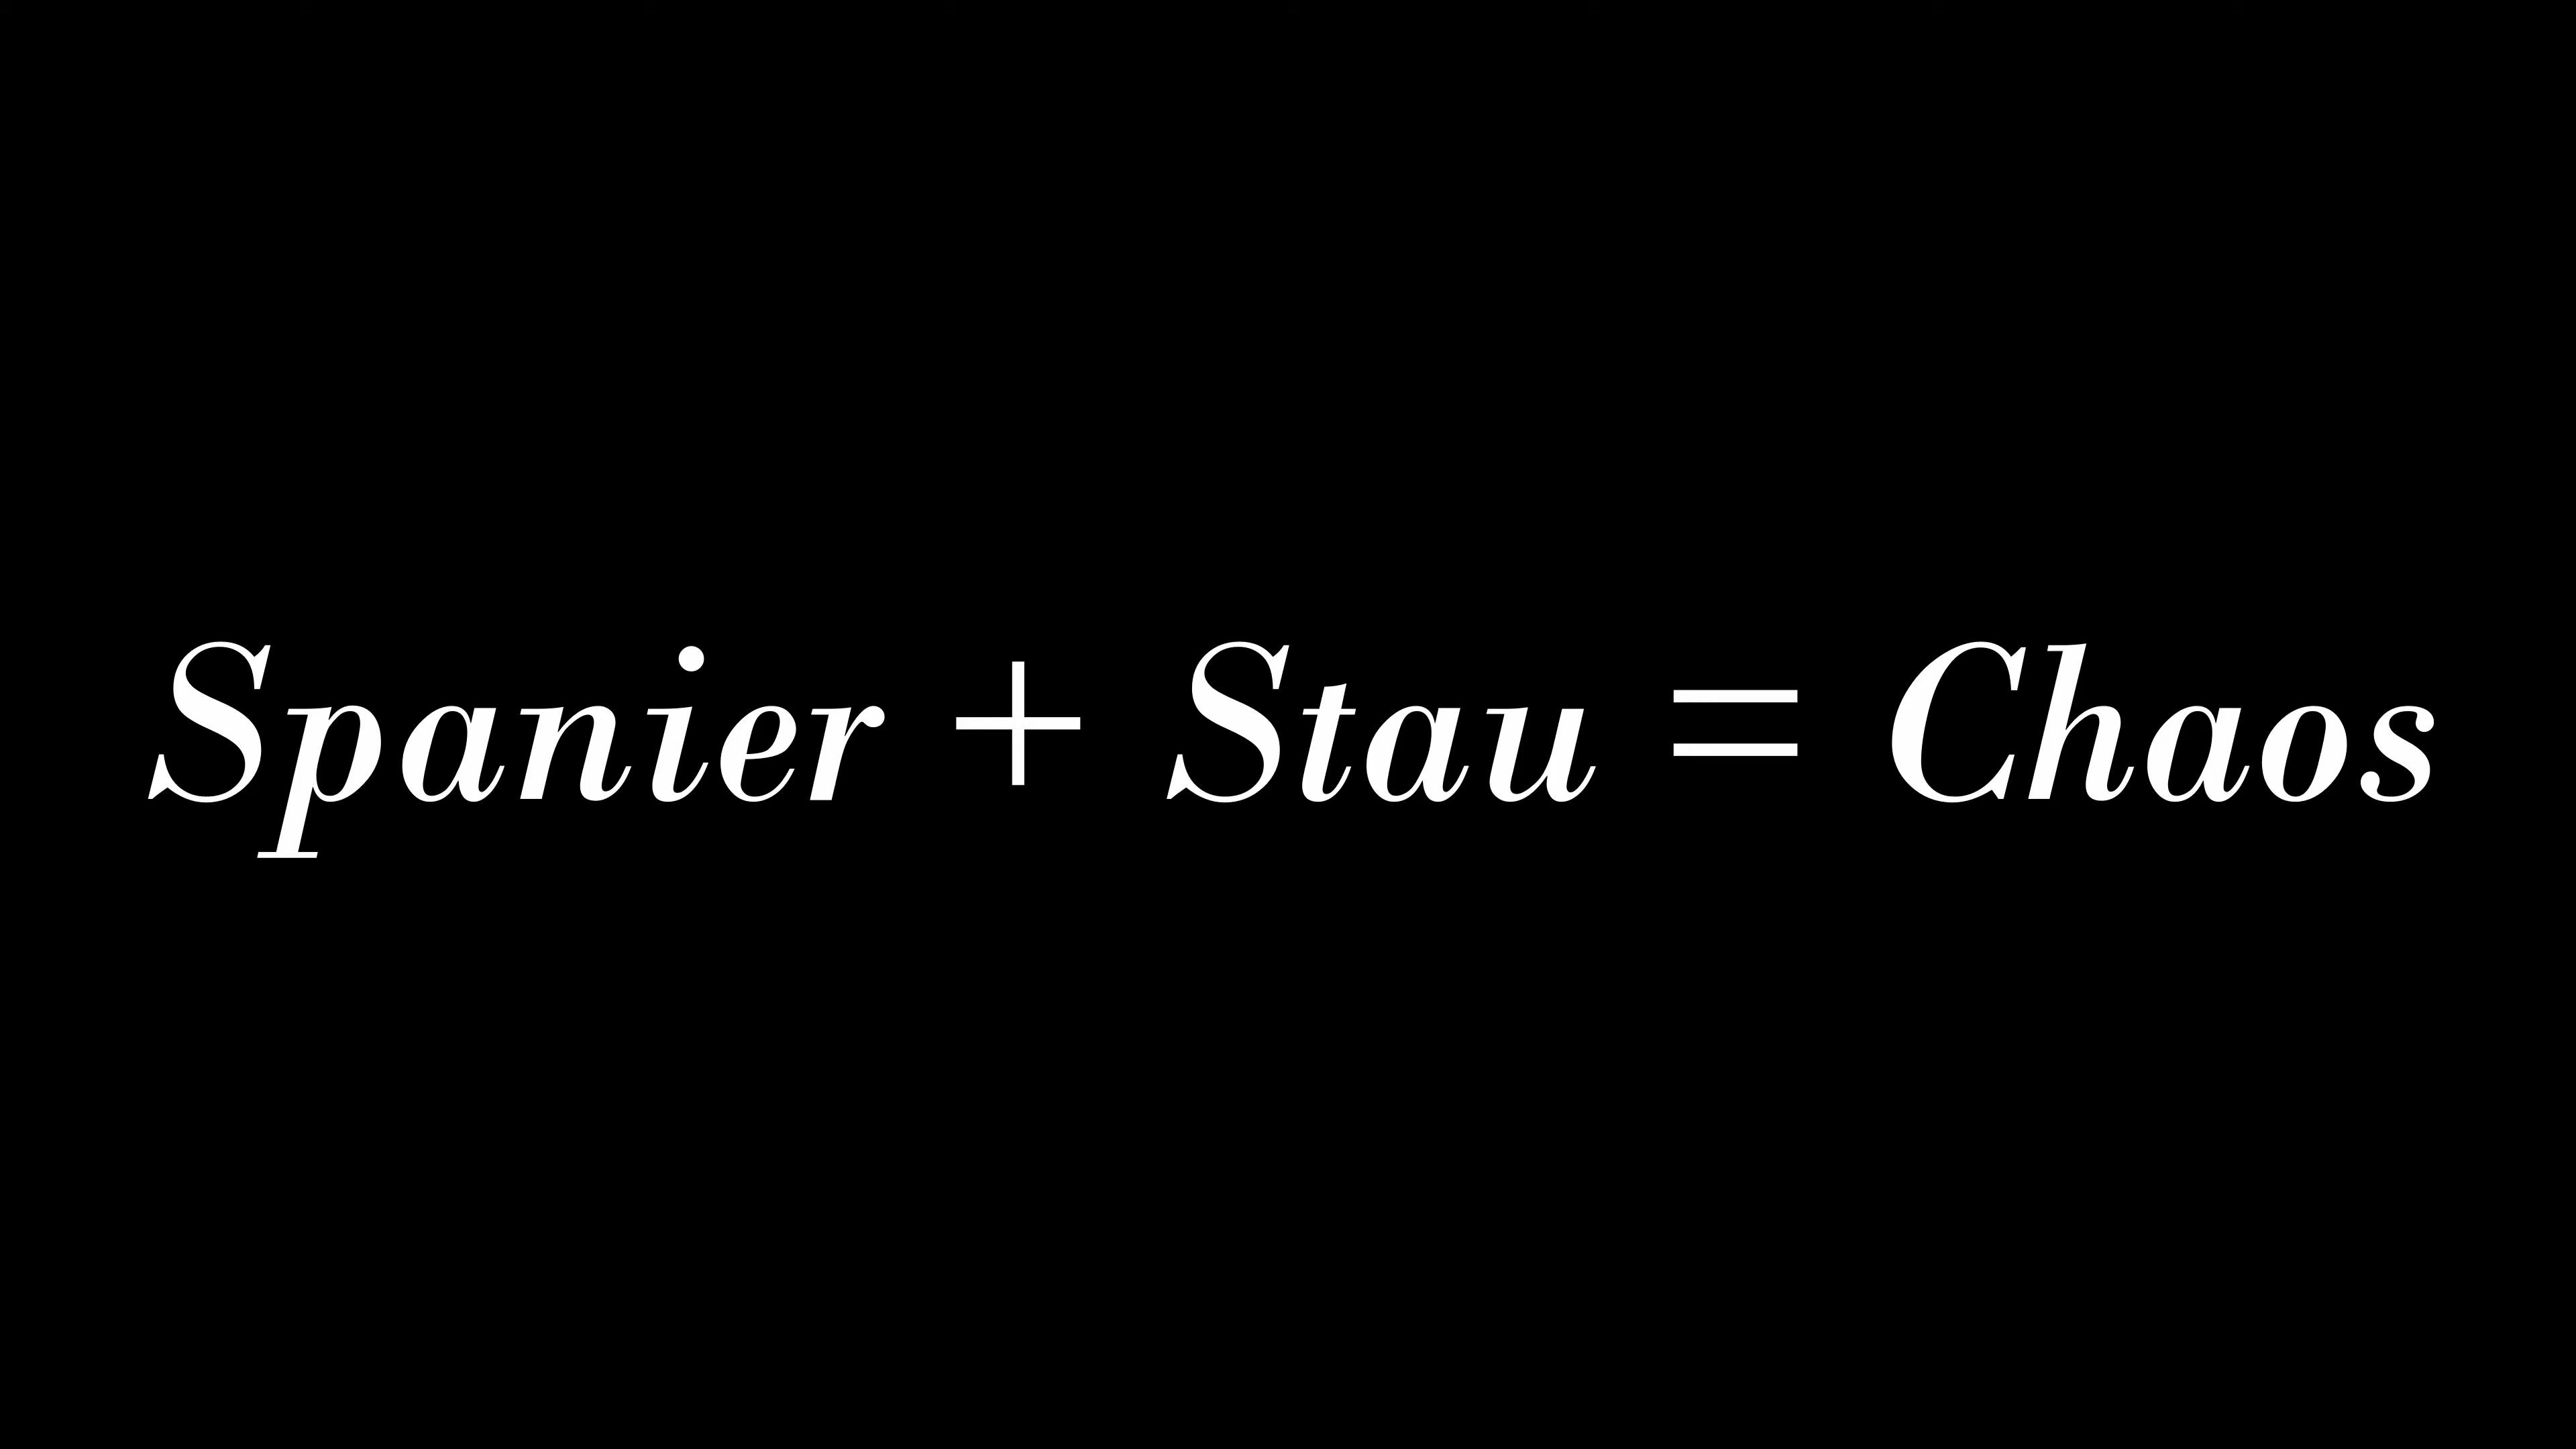 Spanier + Stau = Chaos